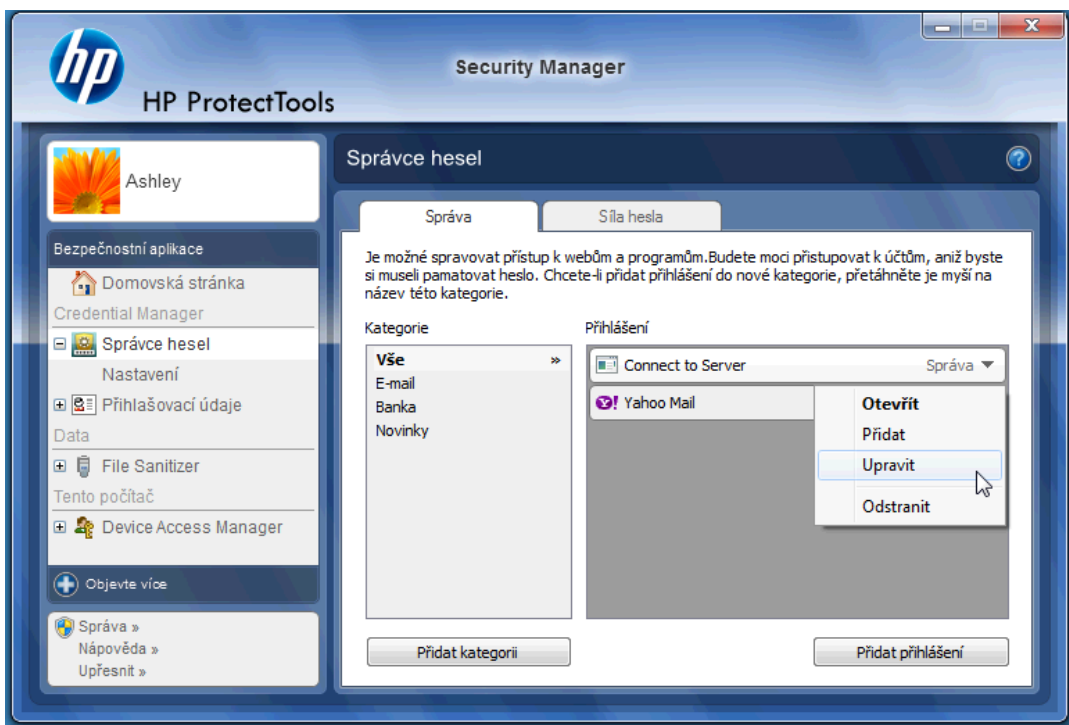 hp
HP ProtectTools
Security Manager
Ashley
Bezpečnostní aplikace
Domovská stránka
Credential Manager
Správce hesel
Nastavení
Přihlašovací údaje
Data
File Sanitizer
Tento počítač
Device Access Manager
Objevte více
Správa »
Nápověda »
Upřesnit »
Správce hesel
?
Správa
Síla hesla
Je možné spravovat přístup k webům a programům.Budete moci přistupovat k účtům, aniž byste
si museli pamatovat heslo. Chcete-li přidat přihlášení do nové kategorie, přetáhněte je myší na
název této kategorie.
Kategorie
Vše »
E-mail
Banka
Novinky
Přidat kategorii
Přihlášení
Connect to Server Správa
Yahoo Mail
Otevřít
Přidat
Upravit
Odstranit
Přidat přihlášení